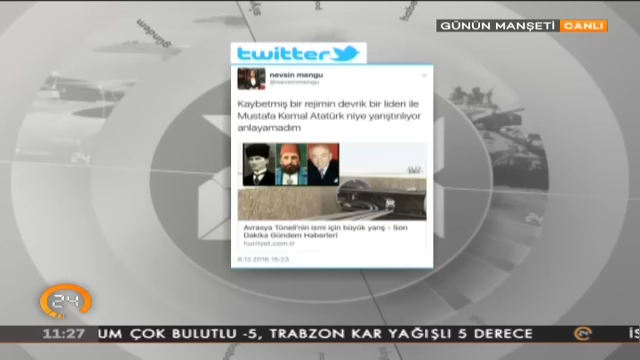 GÜNÜN MANŞETİ CANLI
twitter
nevsin mengu
@nevsinmengu
Kaybetmiş bir rejimin devrik bir lideri ile
Mustafa Kemal Atatürk niye yarıştırılıyor
anlayamadım
Avrasya Tüneli'nin ismi için büyük yarış - Son
Dakika Gündem Haberleri
hurriyet.com.tr
6.12.2016 15:23
24
11:27 UM ÇOK BULUTLU -5, TRABZON KAR YAĞIŞLI 5 DERECE İS